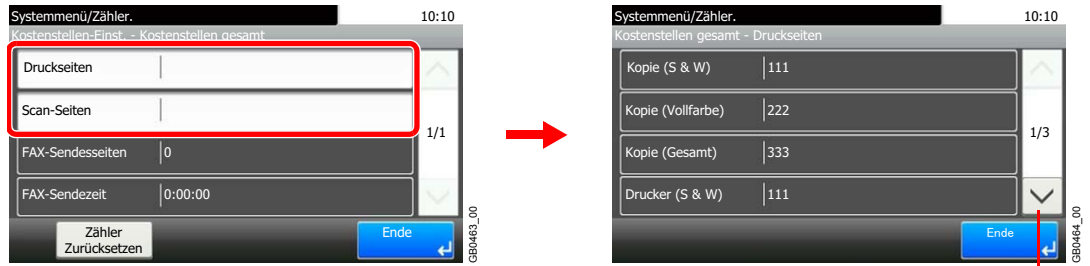 Systemmenü/Zähler. 10:10
Kostenstellen-Einst. - Kostenstellen gesamt
Druckseiten
Scan-Seiten
1/1
FAX-Sendesseiten 0
FAX-Sendezeit 0:00:00
Zähler
Zurücksetzen
Ende
GB0463_00
Systemmenü/Zähler. 10:10
Kostenstellen gesamt - Druckseiten
Kopie (S & W) 111
Kopie (Vollfarbe) 222
1/3
Kopie (Gesamt) 333
Drucker (S & W) 111
Ende
GB0464_00